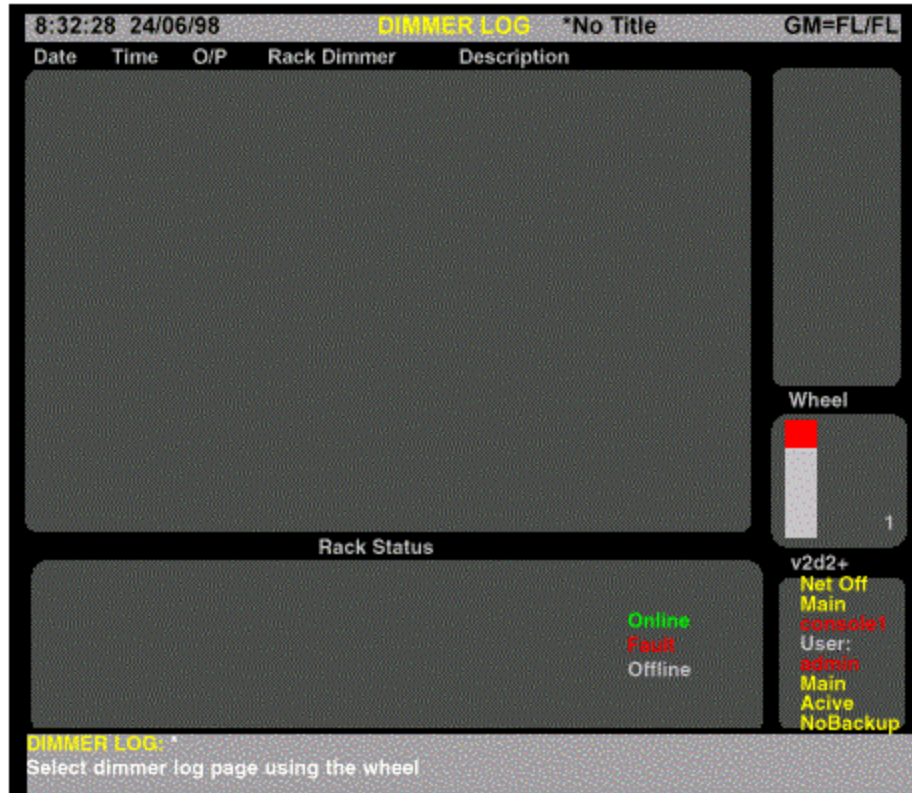 8:32:28 24/06/98 DIMMER LOG *No Title GM=FL/FL
Date Time O/P Rack Dimmer Description
Wheel
1
Rack Status
v2d2+
Net Off
Main
console1
User:
admin
Main
Acive
NoBackup
Online
Fault
Offline
DIMMER LOG: *
Select dimmer log page using the wheel